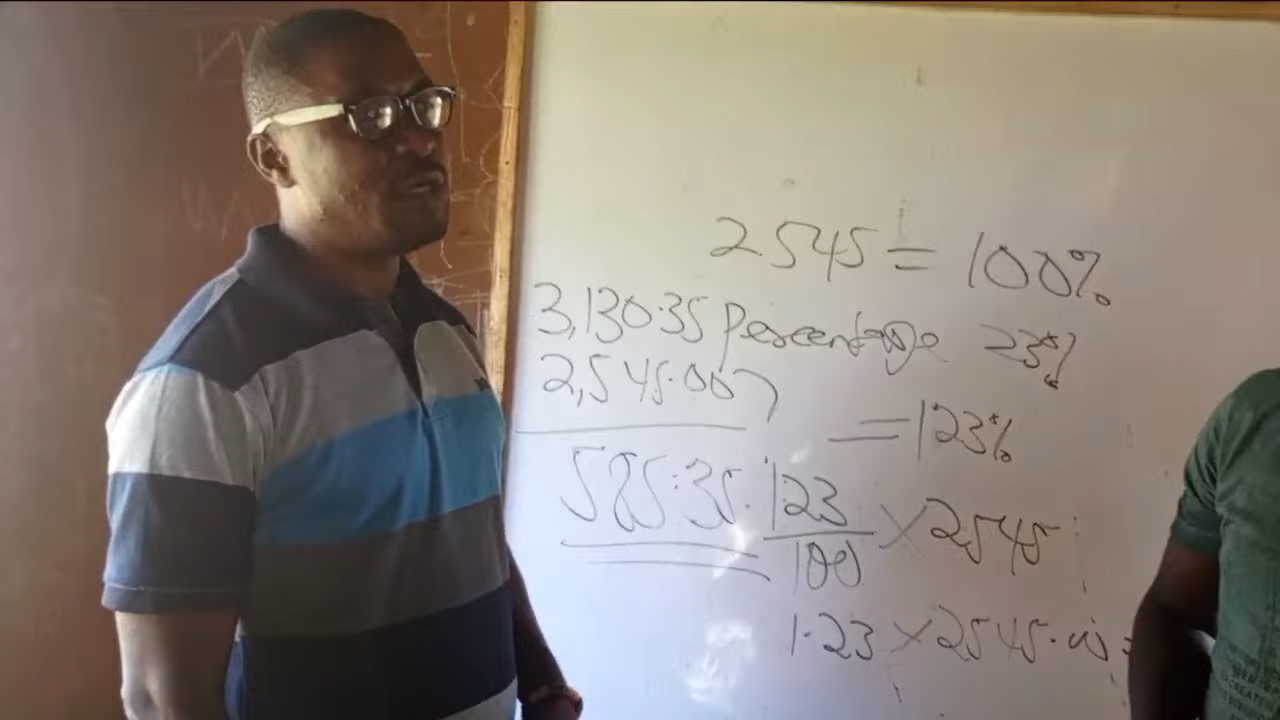 2545 = 100%
3,130.35 Percentage 23%
2,545.00
= 123%
585.35
123
100 × 2545
1.23 × 2545.00